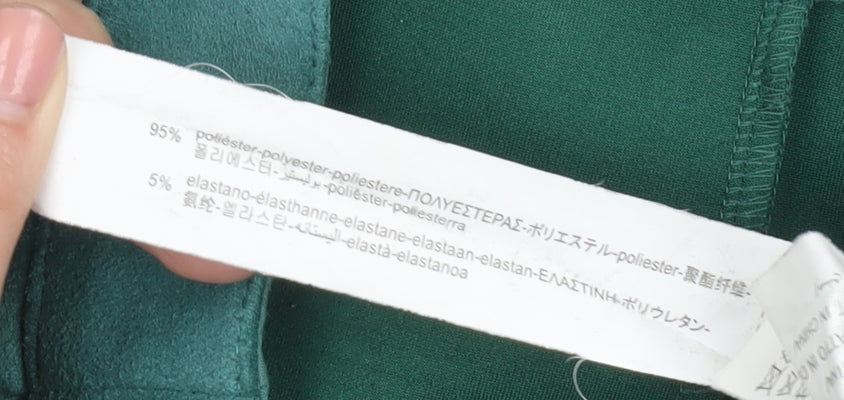 95% poliéster-polyester-poliestere-ΠΟΛΥΕΣΤΕΡΑΣ-ポリエステル-poliester-聚酯纤维-
폴리에스터-بوليستر-polièster-poliesterra
5% elastano-élasthanne-elastane-elastaan-elastan-ΕΛΑΣΤΙΝΗ-ポリウレタン-
氨纶-엘라스탄-اليستانه-elastà-elastanoa